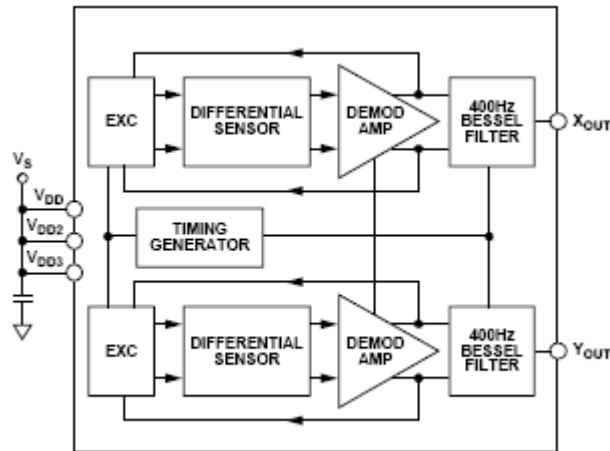 EXC
DIFFERENTIAL
SENSOR
DEMOD
AMP
400Hz
BESSEL
FILTER
XOUT
VS
VDD
VDD2
VDD3
TIMING
GENERATOR
EXC
DIFFERENTIAL
SENSOR
DEMOD
AMP
400Hz
BESSEL
FILTER
YOUT